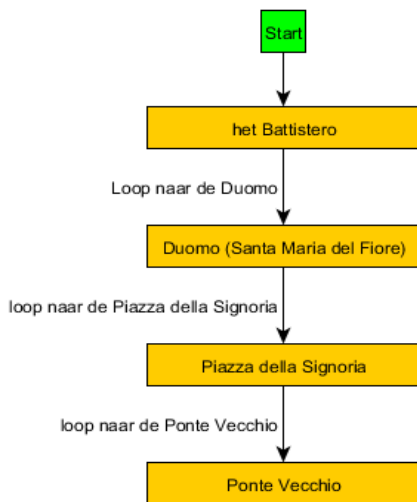 Start
het Battistero
Loop naar de Duomo
Duomo (Santa Maria del Fiore)
loop naar de Piazza della Signoria
Piazza della Signoria
loop naar de Ponte Vecchio
Ponte Vecchio